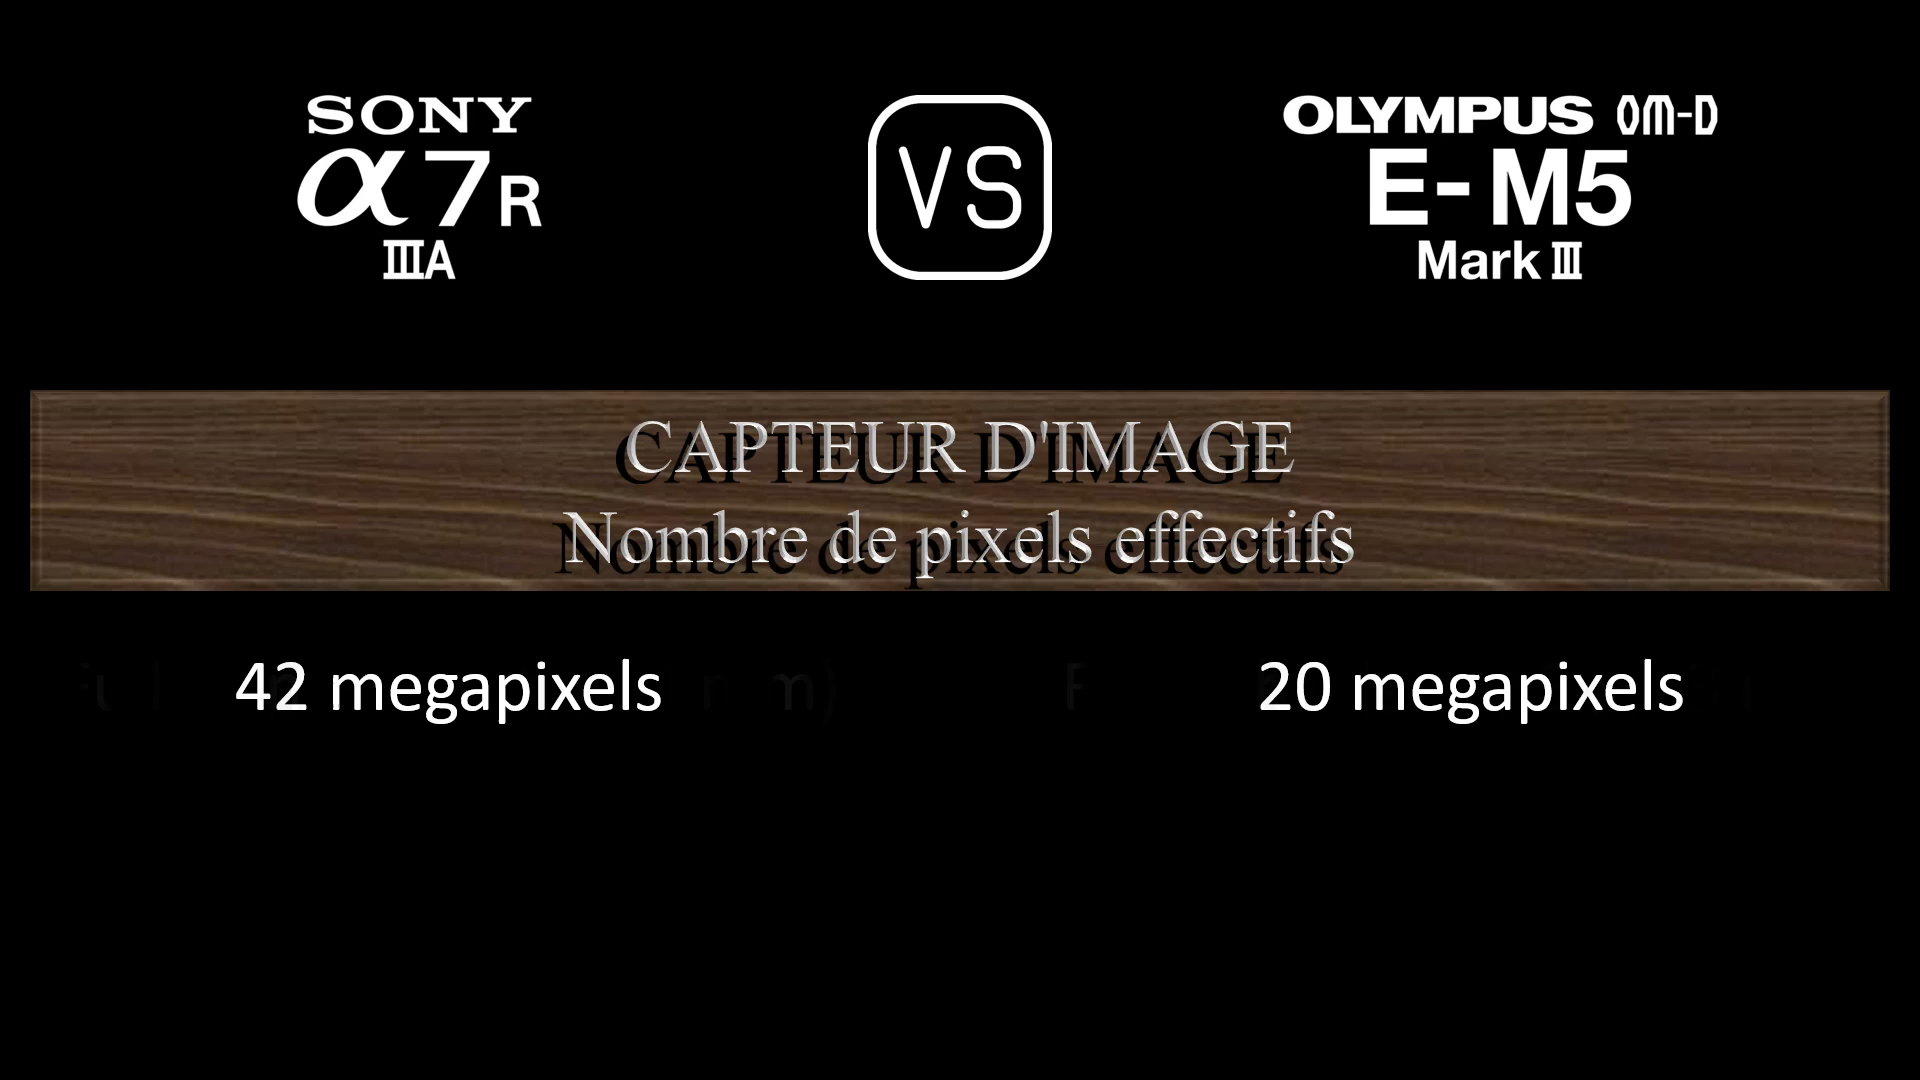 SONY
α7R
IIIA
VS
OLYMPUS OM-D
E-M5
Mark III
CAPTEUR D'IMAGE
Nombre de pixels effectifs
42 megapixels
20 megapixels